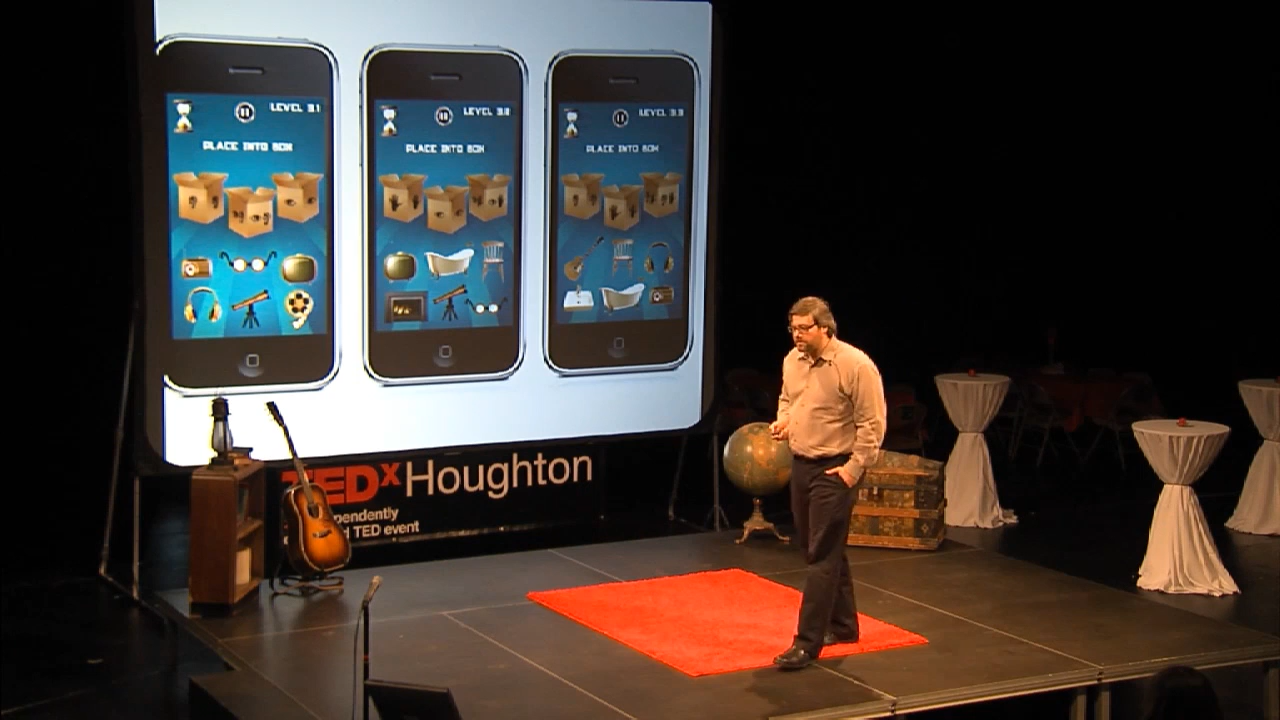 LEVEL 3.1
PLACE INTO BOX
LEVEL 3.2
PLACE INTO BOX
LEVEL 3.3
PLACE INTO BOX
TEDx Houghton
TED event